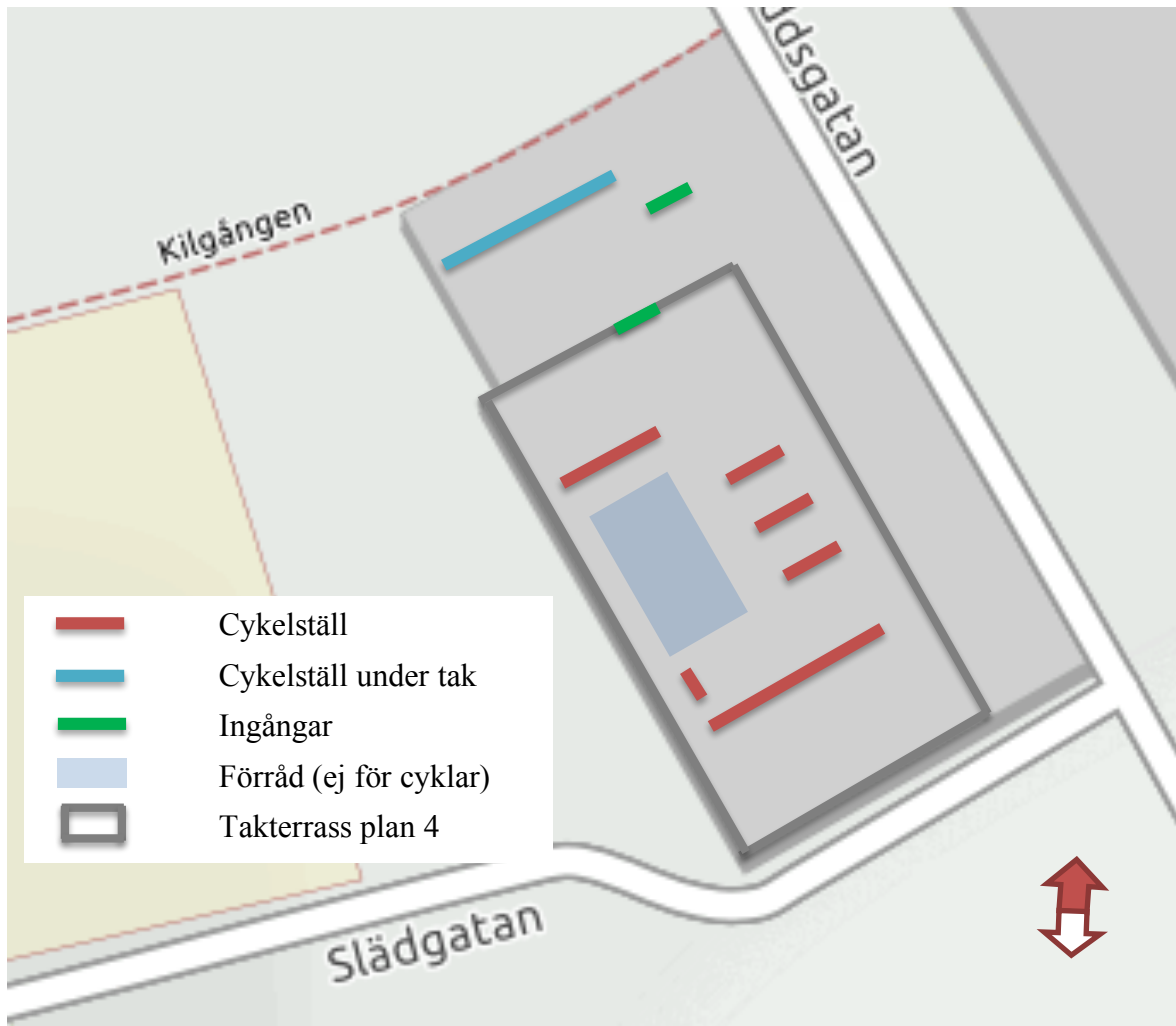 Kilgången
Cykelställ
Cykelställ under tak
Ingångar
Förråd (ej för cyklar)
Takterrass plan 4
Slädgatan